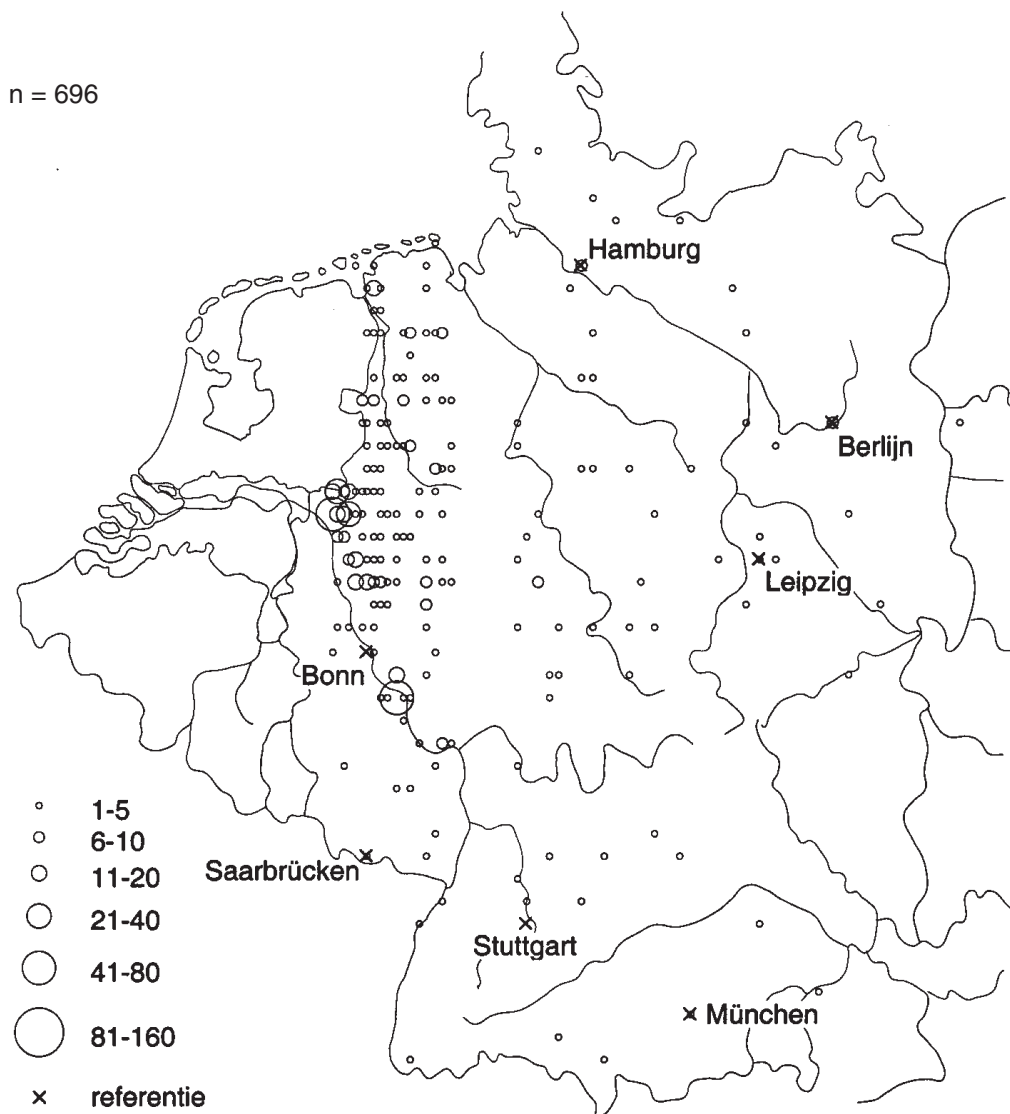 n = 696
Hamburg
Berlijn
Leipzig
Bonn
Saarbrücken
Stuttgart
München
1-5
6-10
11-20
21-40
41-80
81-160
referentie